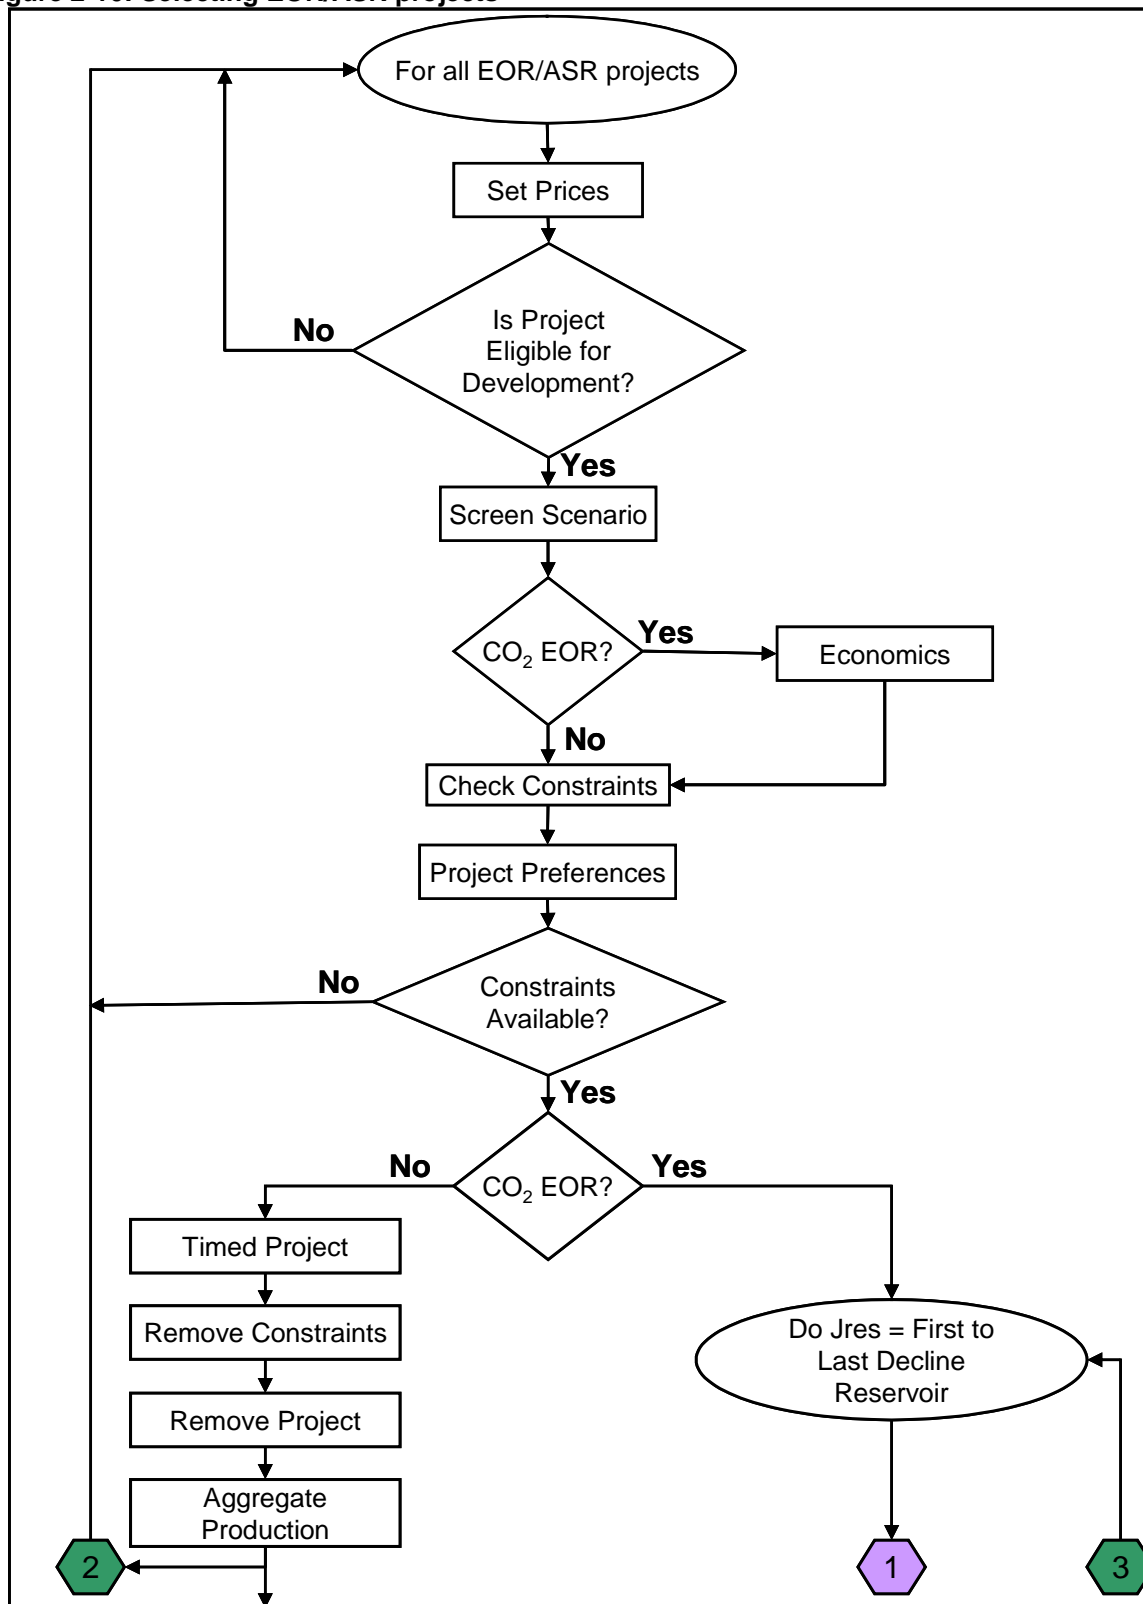 For all EOR/ASR projects
Set Prices
Is Project
Eligible for
Development?
No
Yes
Screen Scenario
CO₂ EOR?
Yes
Economics
No
Check Constraints
Project Preferences
Constraints
Available?
No
Yes
CO₂ EOR?
No
Yes
Timed Project
Remove Constraints
Remove Project
Aggregate
Production
Do Jres = First to
Last Decline
Reservoir
2
1
3